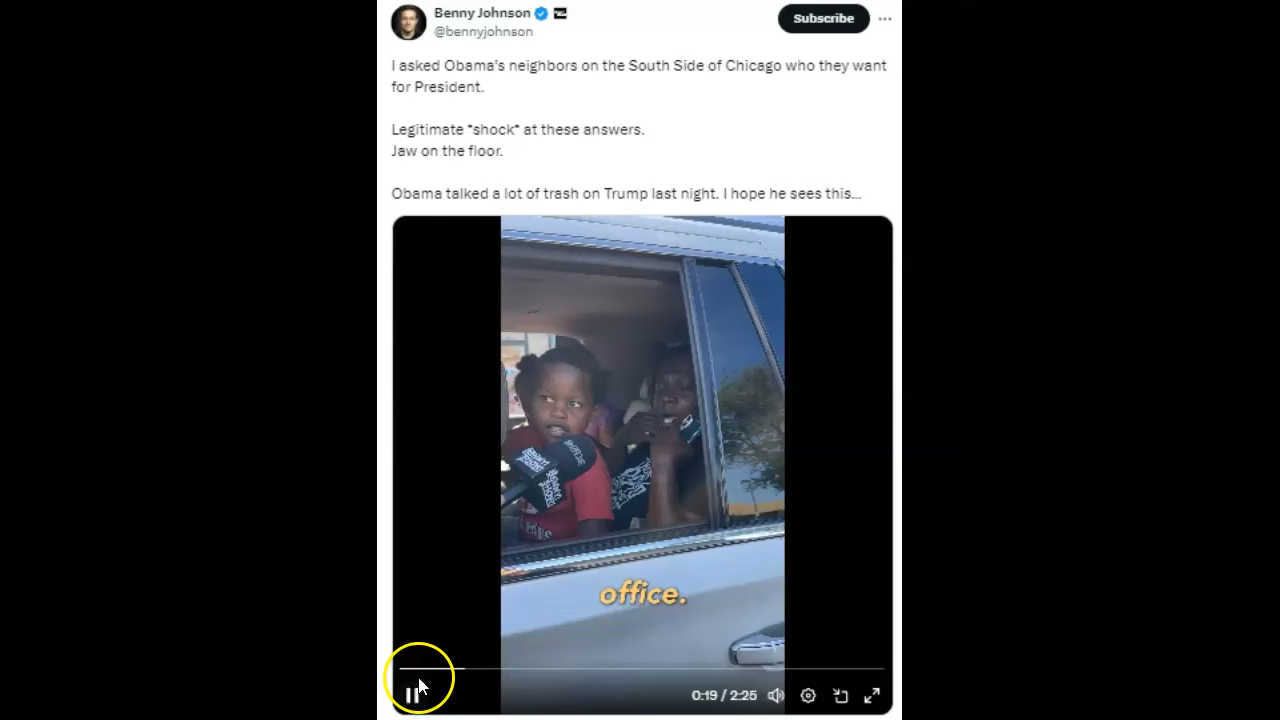 Benny Johnson
@bennyjohnson
Subscribe
I asked Obama's neighbors on the South Side of Chicago who they want
for President.
Legitimate *shock* at these answers.
Jaw on the floor.
Obama talked a lot of trash on Trump last night. I hope he sees this...
office.
0:19 / 2:25